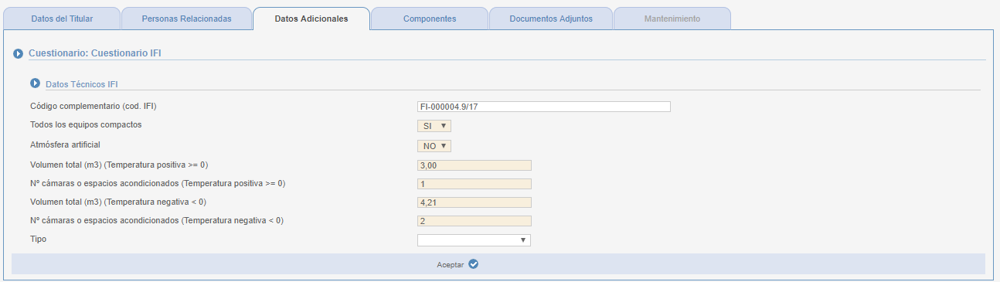 Datos del Titular Personas Relacionadas Datos Adicionales Componentes Documentos Adjuntos Mantenimiento
Cuestionario: Cuestionario IFI
Datos Técnicos IFI
Código complementario (cod. IFI) FI-000004.9/17
Todos los equipos compactos SI
Atmósfera artificial NO
Volumen total (m3) (Temperatura positiva >= 0) 3,00
Nº cámaras o espacios acondicionados (Temperatura positiva >= 0) 1
Volumen total (m3) (Temperatura negativa < 0) 4,21
Nº cámaras o espacios acondicionados (Temperatura negativa < 0) 2
Tipo
Aceptar